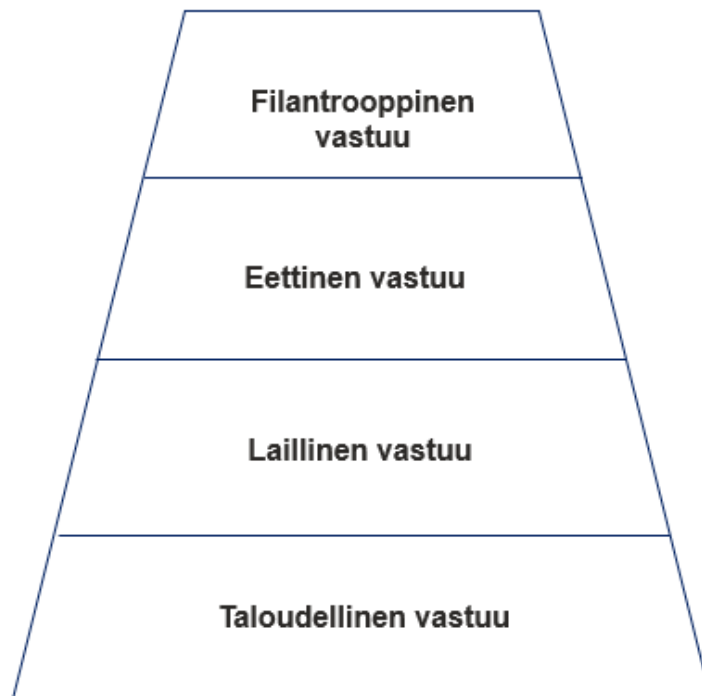 Filantrooppinen
vastuu
Eettinen vastuu
Laillinen vastuu
Taloudellinen vastuu